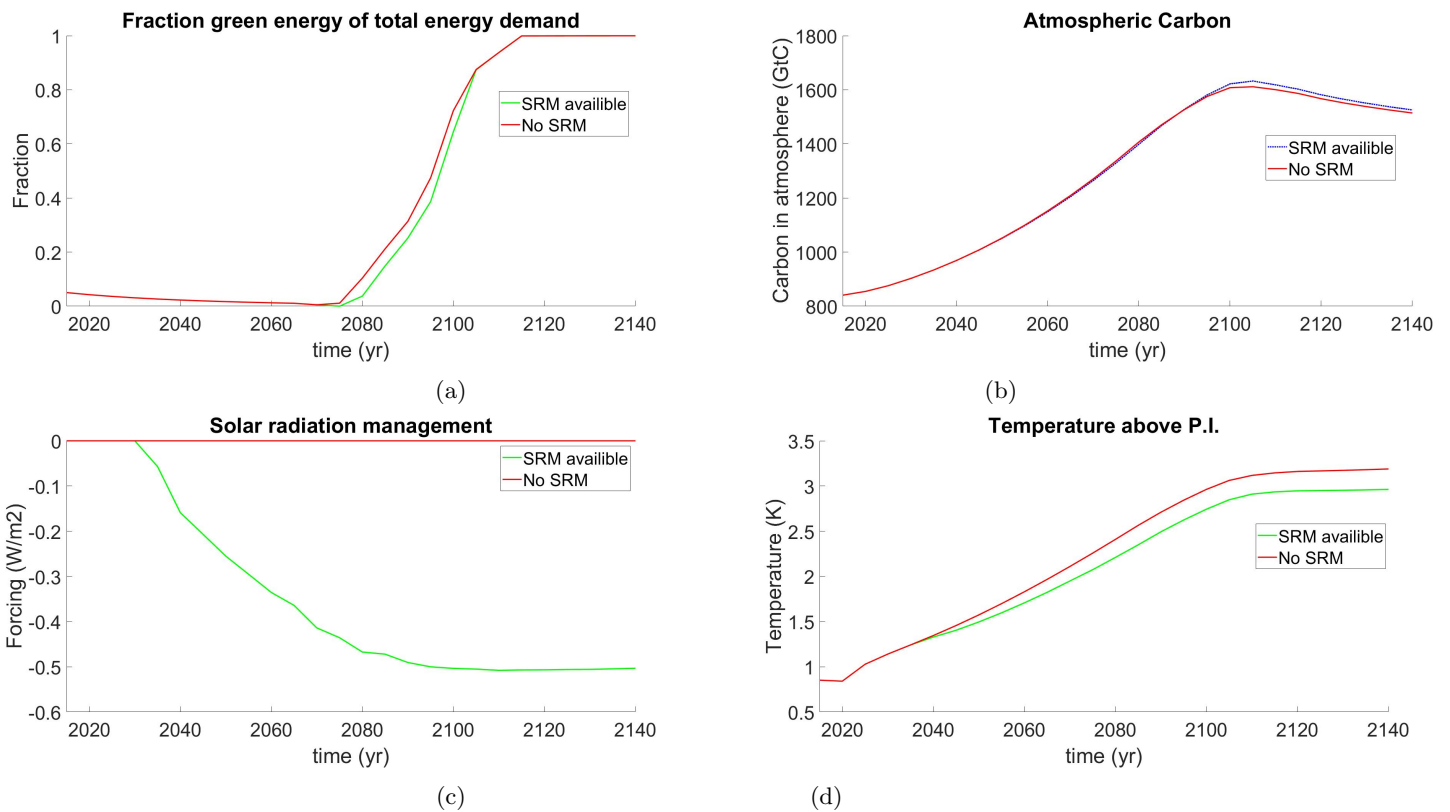 Fraction green energy of total energy demand
Fraction
1
0.8
0.6
0.4
0.2
0
SRM availible
No SRM
2020 2040 2060 2080 2100 2120 2140
time (yr)
(a)
Atmospheric Carbon
Carbon in atmosphere (GtC)
1800
1600
1400
1200
1000
800
SRM availible
No SRM
2020 2040 2060 2080 2100 2120 2140
time (yr)
(b)
Solar radiation management
Forcing (W/m2)
0
-0.1
-0.2
-0.3
-0.4
-0.5
-0.6
SRM availible
No SRM
2020 2040 2060 2080 2100 2120 2140
time (yr)
(c)
Temperature above P.I.
Temperature (K)
3.5
3
2.5
2
1.5
1
0.5
SRM availible
No SRM
2020 2040 2060 2080 2100 2120 2140
time (yr)
(d)